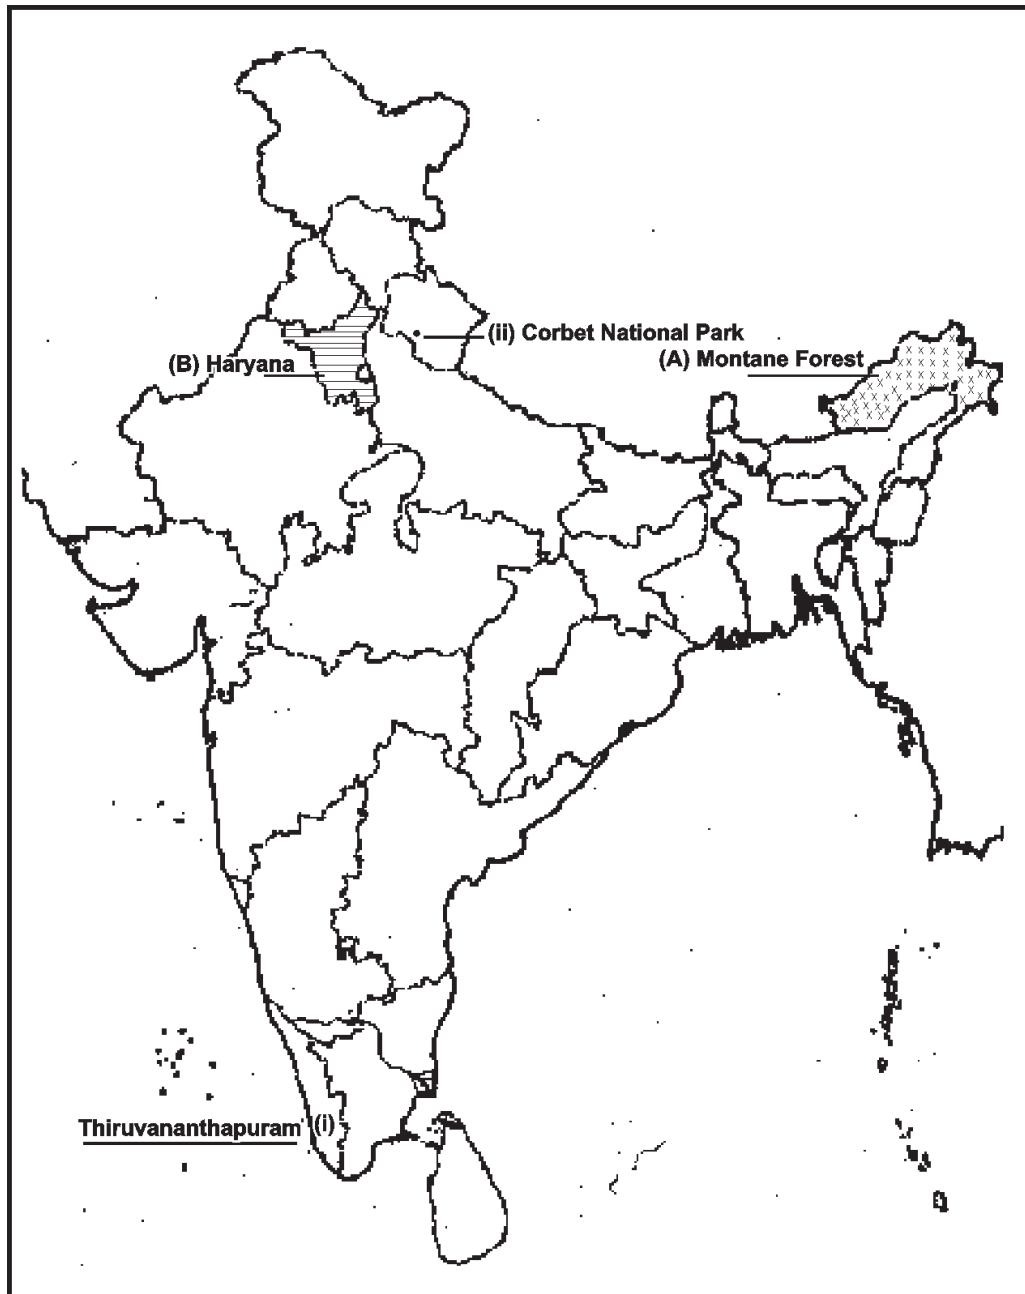 (ii) Corbet National Park
(A) Montane Forest
(B) Haryana
Thiruvananthapuram (i)